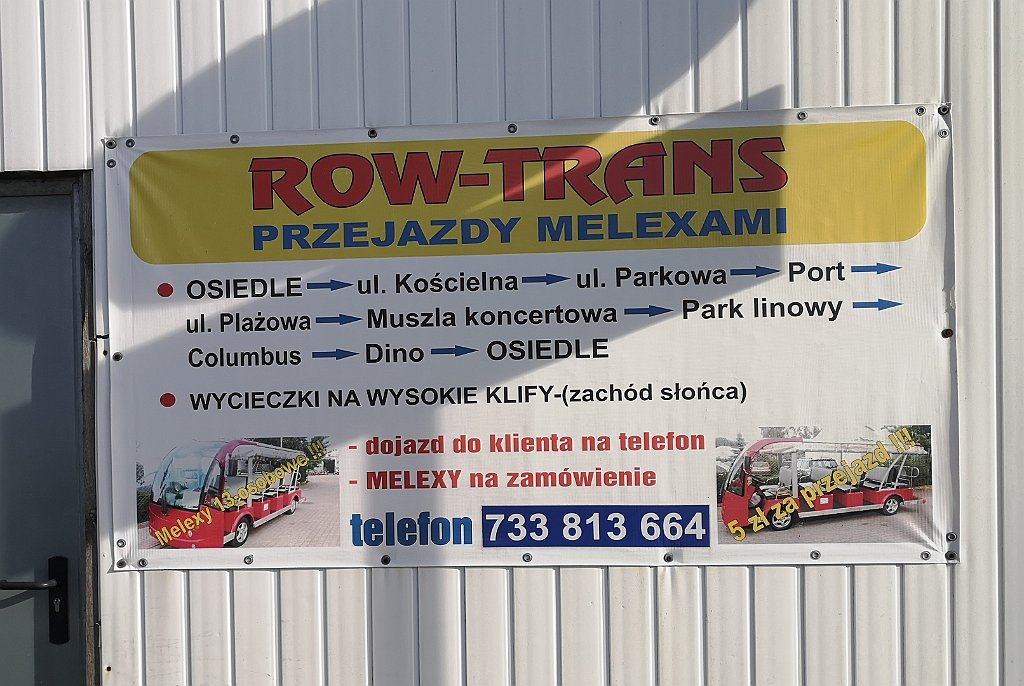 ROW-TRANS
PRZEJAZDY MELEXAMI
OSIEDLE → ul. Kościelna → ul. Parkowa → Port →
ul. Plażowa → Muszla koncertowa → Park linowy →
Columbus → Dino → OSIEDLE
WYCIECZKI NA WYSOKIE KLIFY-(zachód słońca)
- dojazd do klienta na telefon
- MELEXY na zamówienie
telefon 733 813 664
Melexy 13-osobowe !!!
5 zł za przejazd !!!